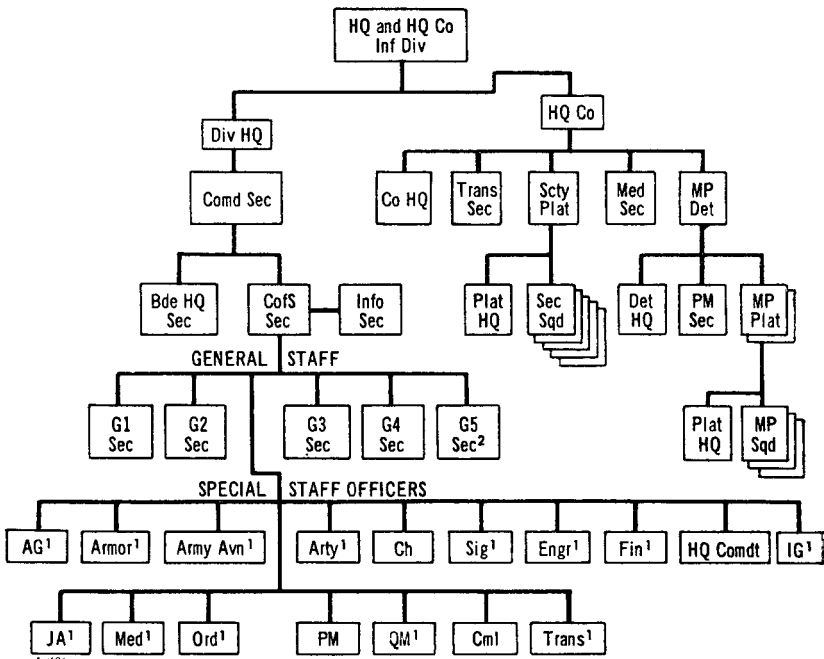 HQ and HQ Co
Inf Div
Div HQ
HQ Co
Comd Sec
Co HQ
Trans
Sec
Scty
Plat
Med
Sec
MP
Det
Bde HQ
Sec
CofS
Sec
Info
Sec
Plat
HQ
Sec
Sqd
Det
HQ
PM
Sec
MP
Plat
GENERAL STAFF
G1
Sec
G2
Sec
G3
Sec
G4
Sec
G5
Sec²
Plat
HQ
MP
Sqd
SPECIAL STAFF OFFICERS
AG¹
Armor¹
Army Avn¹
Arty¹
Ch
Sig¹
Engr¹
Fin¹
HQ Comdt
IG¹
JA¹
Med¹
Ord¹
PM
QM¹
Cml
Trans¹